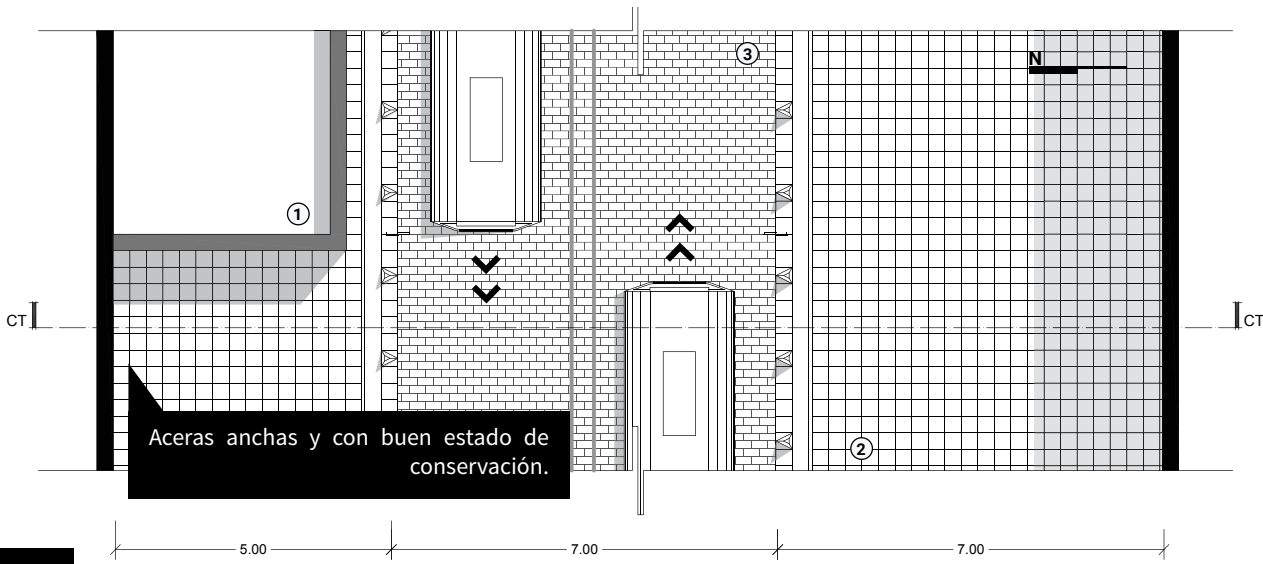 ③
N
①
CT
CT
Aceras anchas y con buen estado de
conservación.
②
5.00
7.00
7.00